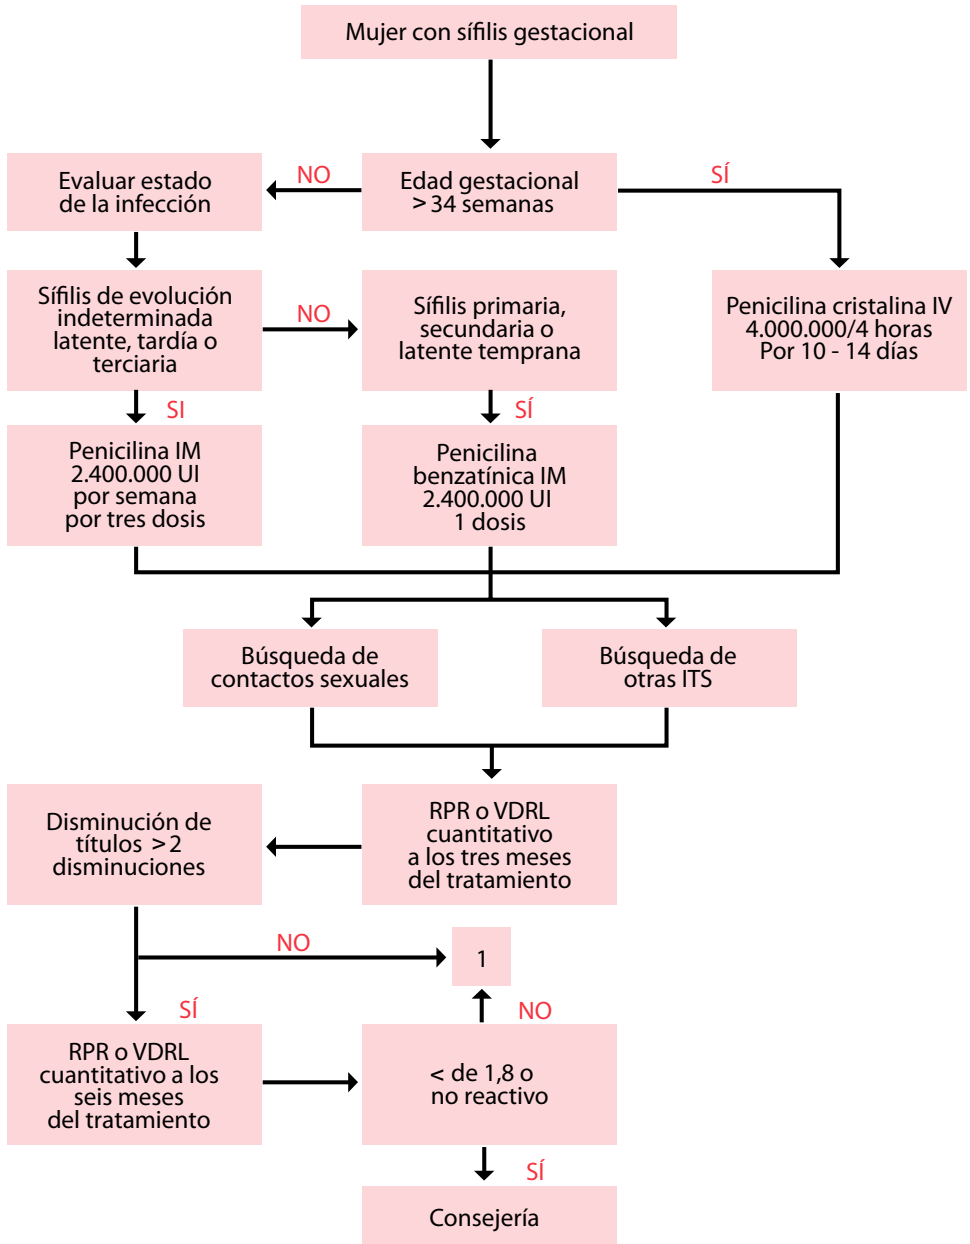 Mujer con sífilis gestacional
Evaluar estado
de la infección
NO
Edad gestacional
> 34 semanas
SÍ
Sífilis de evolución
indeterminada
latente, tardía o
terciaria
NO
Sífilis primaria,
secundaria o
latente temprana
Penicilina cristalina IV
4.000.000/4 horas
Por 10 - 14 días
SI
SÍ
Penicilina IM
2.400.000 UI
por semana
por tres dosis
Penicilina
benzatínica IM
2.400.000 UI
1 dosis
Búsqueda de
contactos sexuales
Búsqueda de
otras ITS
Disminución de
títulos >2
disminuciones
RPR o VDRL
cuantitativo
a los tres meses
del tratamiento
NO
1
SÍ
NO
RPR o VDRL
cuantitativo a los
seis meses
del tratamiento
< de 1,8 o
no reactivo
SÍ
Consejería